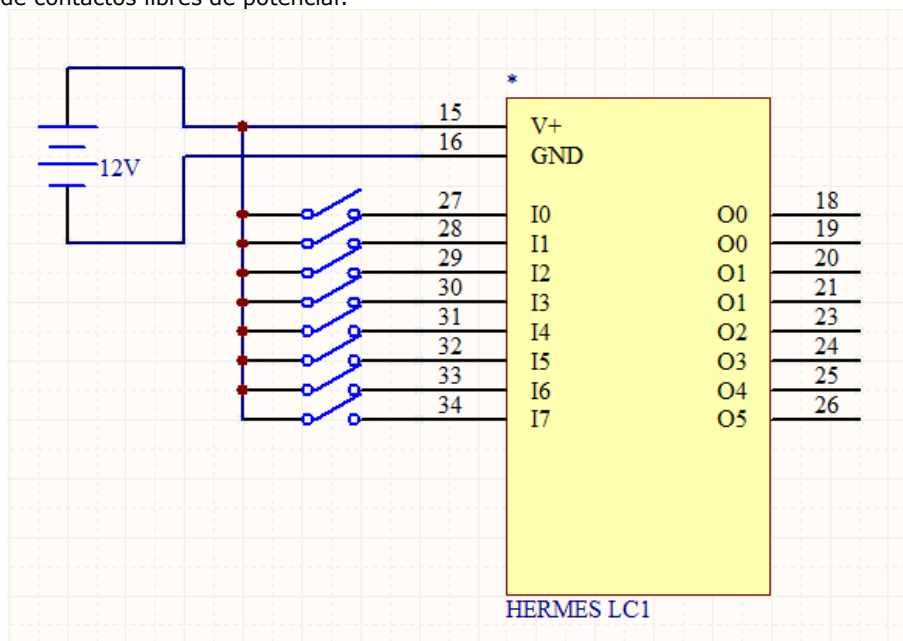 de contactos libres de potencial.
*
15 V+
16 GND
12V
27 I0 O0 18
28 I1 O0 19
29 I2 O1 20
30 I3 O1 21
31 I4 O2 23
32 I5 O3 24
33 I6 O4 25
34 I7 O5 26
HERMES LC1